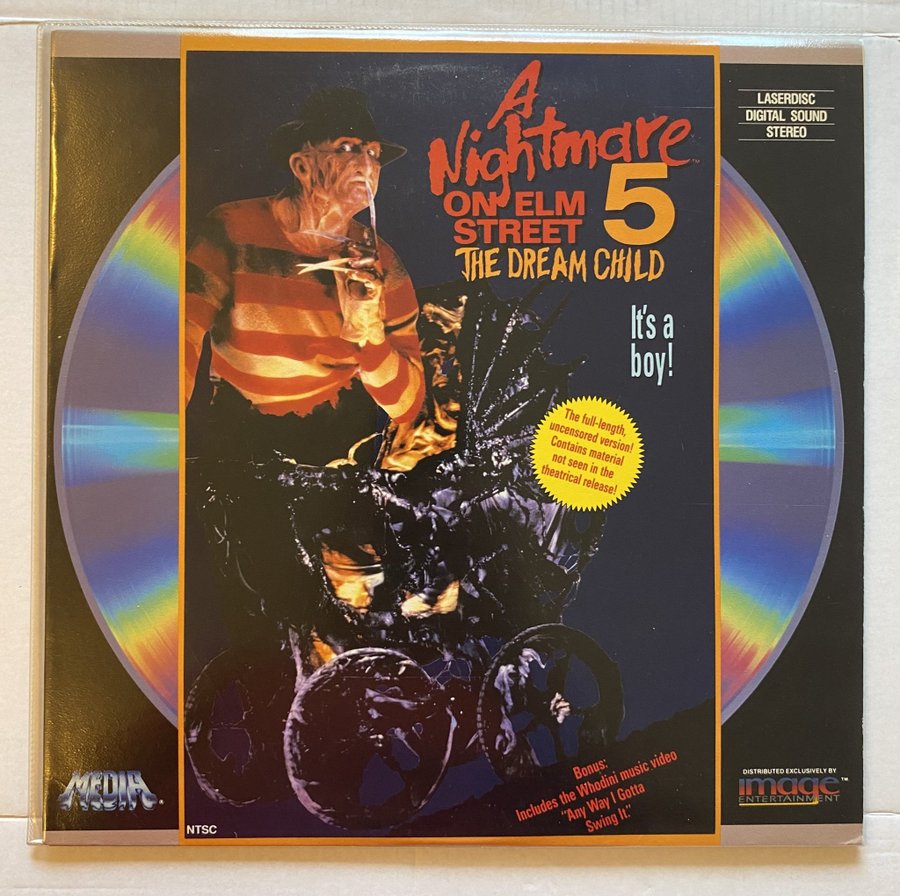 A
Nightmare™
ON ELM
STREET 5
THE DREAM CHILD
LASERDISC
DIGITAL SOUND
STEREO
It's a
boy!
The full-length,
uncensored version!
Contains material
not seen in the
theatrical release!
Bonus:
Includes the Whodini music video
"Any Way I Gotta
Swing It."
MEDIA®
NTSC
DISTRIBUTED EXCLUSIVELY BY
image™
ENTERTAINMENT